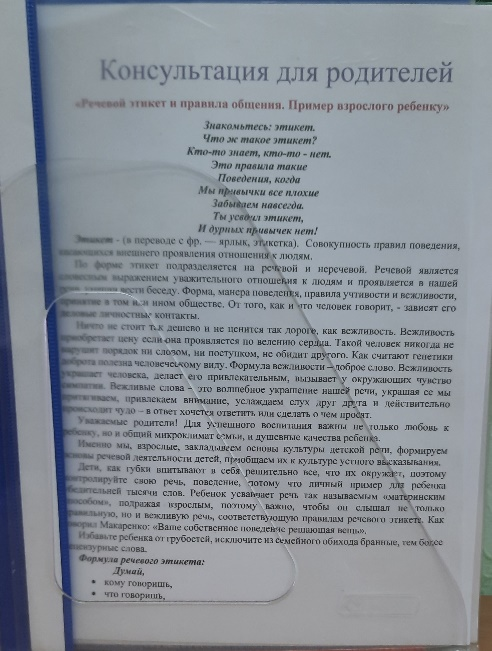 Консультация для родителей
«Речевой этикет и правила общения. Пример взрослого ребенку»
Знакомьтесь: этикет.
Что ж такое этикет?
Кто-то знает, кто-то - нет.
Это правила такие
Поведения, когда
Мы привычки все плохие
Забываем навсегда.
Ты усвоил этикет,
И дурных привычек нет!
Этикет - (в переводе с фр. — ярлык, этикетка). Совокупность правил поведения,
касающихся внешнего проявления отношения к людям.
По форме этикет подразделяется на речевой и неречевой. Речевой является
словесным выражением уважительного отношения к людям и проявляется в нашей
речи, умении вести беседу. Форма, манера поведения, правила учтивости и вежливости,
принятые в том и ином обществе. От того, как и что человек говорит, - зависят его
деловые личностные контакты.
Ничто не стоит так дешево и не ценится так дорого, как вежливость. Вежливость
приобретает цену если она проявляется по велению сердца. Такой человек никогда не
нарушит порядок ни словом, ни поступком, не обидит другого. Как считают генетики
доброта полезна человеческому виду. Формула вежливости – доброе слово. Вежливость
украшает человека, делает его привлекательным, вызывает у окружающих чувство
симпатии. Вежливые слова – это волшебное украшение нашей речи, украшая се мы
притягиваем, привлекаем внимание, услаждаем слух друг друга и действительно
происходит чудо – в ответ хочется ответить или сделать о чем просят.
Уважаемые родители! Для успешного воспитания важны не только любовь к
ребенку, но и общий микроклимат семьи, и душевные качества ребенка.
Именно мы, взрослые, закладываем основы культуры детской речи, формируем
основы речевой деятельности детей, приобщаем их к культуре устного высказывания.
Дети, как губки впитывают в себя решительно все, что их окружает, поэтому
контролируйте свою речь, поведение, потому что личный пример для ребенка
убедительней тысячи слов. Ребенок усваивает речь так называемым «материнским
способом», подражая взрослым, поэтому важно, чтобы он слышал не только
правильную, но и вежливую речь, соответствующую правилам речевого этикета. Как
говорил Макаренко: «Ваше собственное поведение решающая вещь».
Избавьте ребенка от грубостей, исключите из семейного обихода бранные, тем более
нецензурные слова.
Формула речевого этикета:
Думай,
• кому говоришь,
• что говоришь,